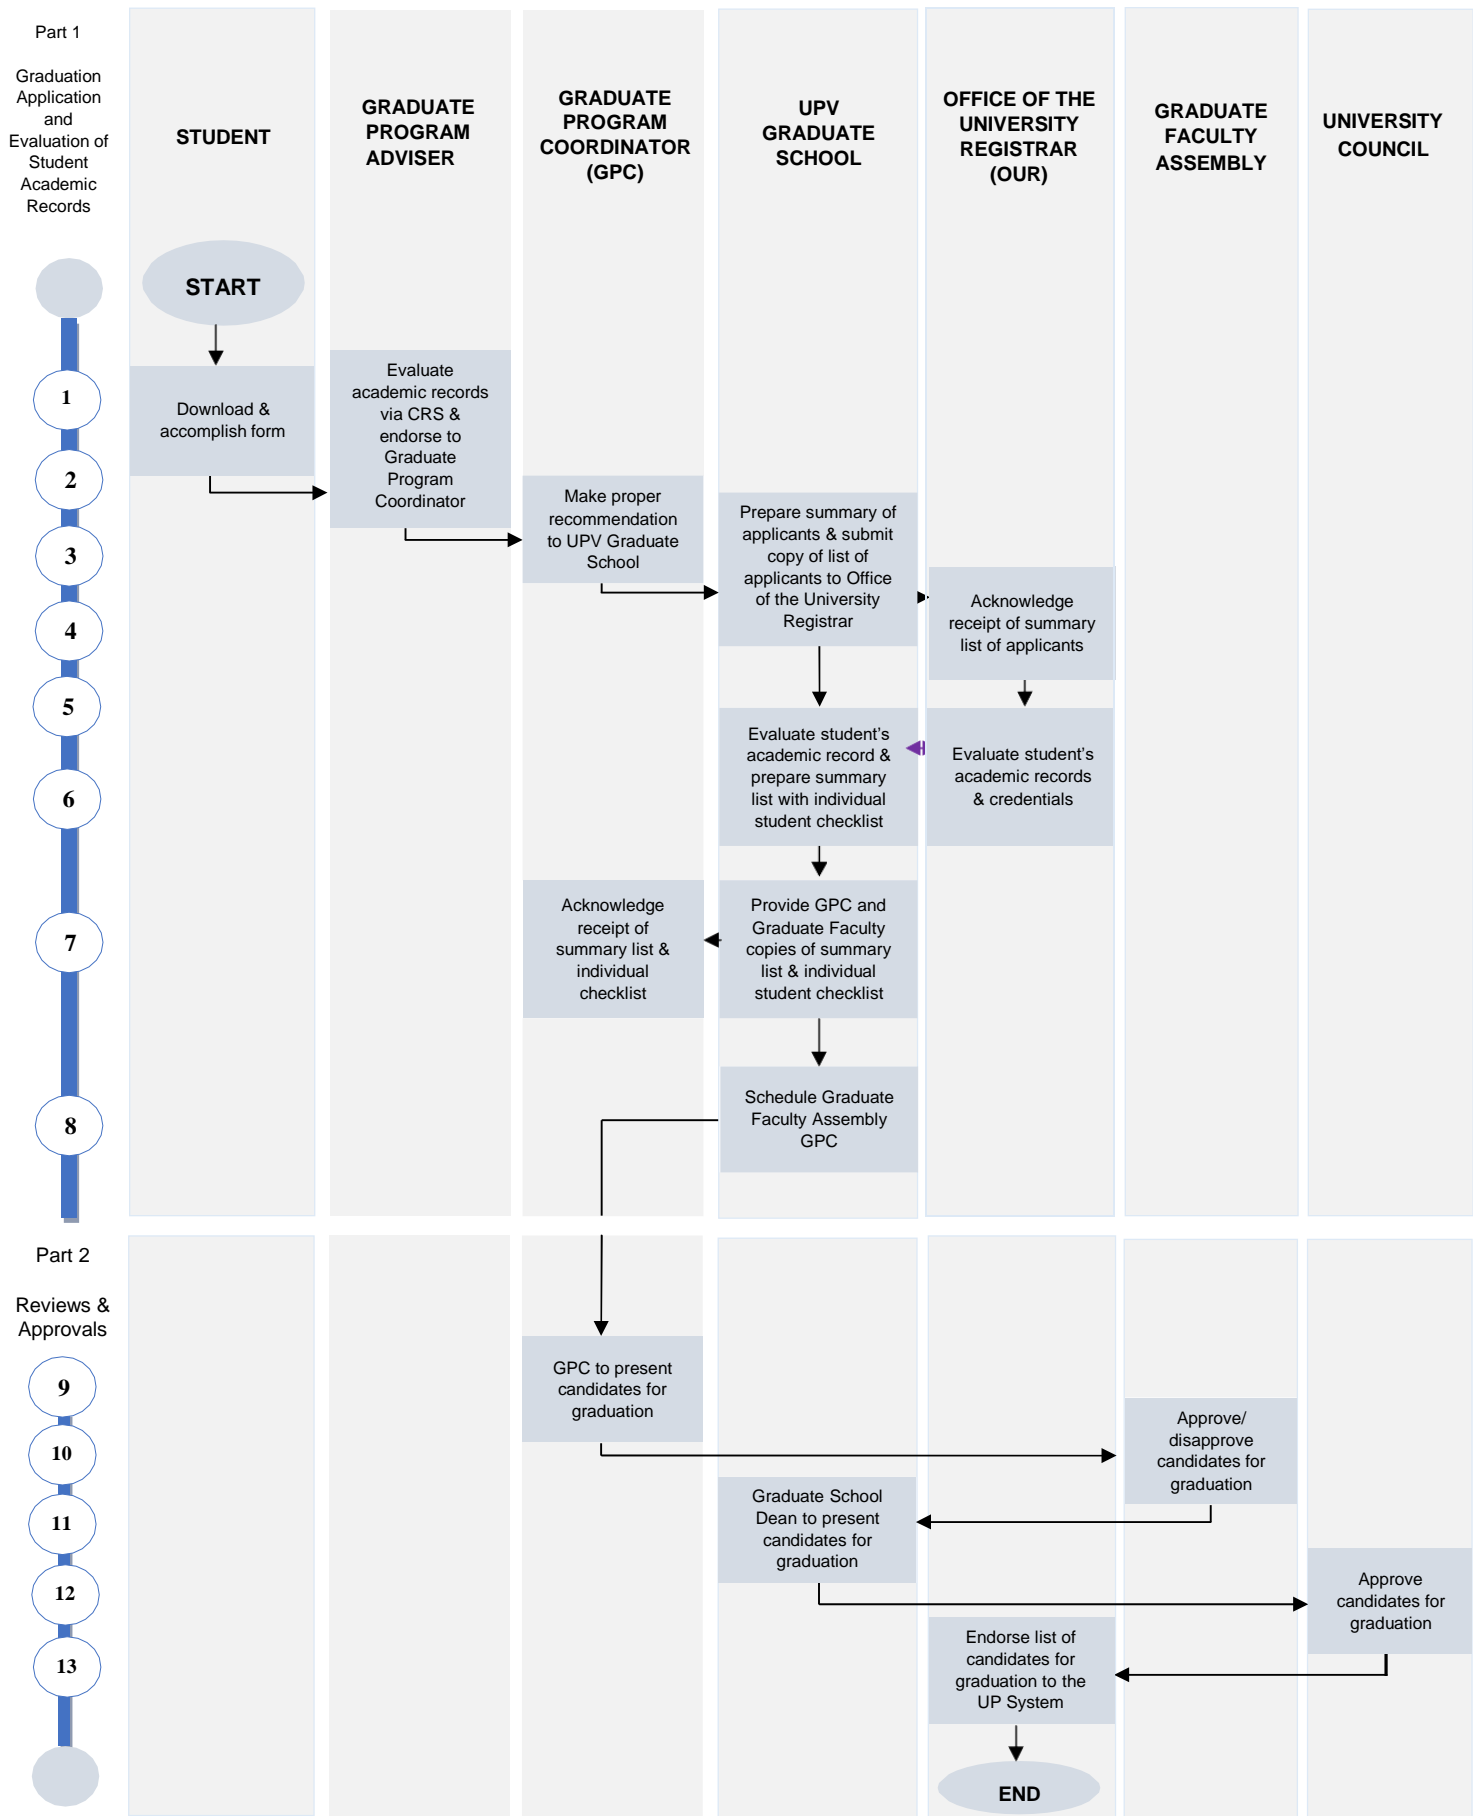 Part 1
Graduation
Application
and
Evaluation of
Student
Academic
Records
STUDENT
GRADUATE
PROGRAM
ADVISER
GRADUATE
PROGRAM
COORDINATOR
(GPC)
UPV
GRADUATE
SCHOOL
OFFICE OF THE
UNIVERSITY
REGISTRAR
(OUR)
GRADUATE
FACULTY
ASSEMBLY
UNIVERSITY
COUNCIL
START
1
Download &
accomplish form
Evaluate
academic records
via CRS &
endorse to
Graduate
Program
Coordinator
2
Make proper
recommendation
to UPV Graduate
School
3
Prepare summary of
applicants & submit
copy of list of
applicants to Office
of the University
Registrar
4
Acknowledge
receipt of summary
list of applicants
5
Evaluate student's
academic record &
prepare summary
list with individual
student checklist
6
Evaluate student's
academic records
& credentials
7
Acknowledge
receipt of
summary list &
individual
checklist
Provide GPC and
Graduate Faculty
copies of summary
list & individual
student checklist
8
Schedule Graduate
Faculty Assembly
GPC
Part 2
Reviews &
Approvals
9
GPC to present
candidates for
graduation
10
Approve/
disapprove
candidates for
graduation
11
Graduate School
Dean to present
candidates for
graduation
12
Approve
candidates for
graduation
13
Endorse list of
candidates for
graduation to the
UP System
END